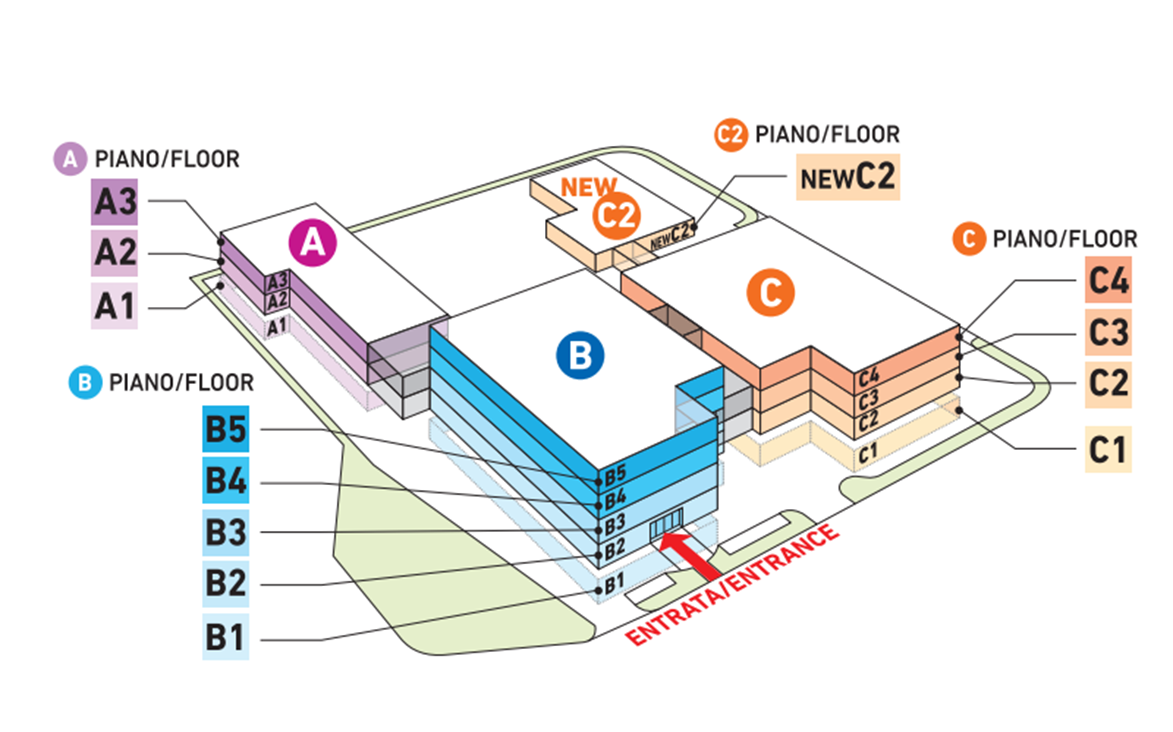 C2 PIANO/FLOOR
NEWC2
A PIANO/FLOOR
A3
A2
A1
NEW
C2
NEWC2
A
A3
A2
A1
C PIANO/FLOOR
C4
C3
C2
C1
C
C4
C3
C2
C1
B PIANO/FLOOR
B5
B4
B3
B2
B1
B
B5
B4
B3
B2
B1
ENTRATA/ENTRANCE